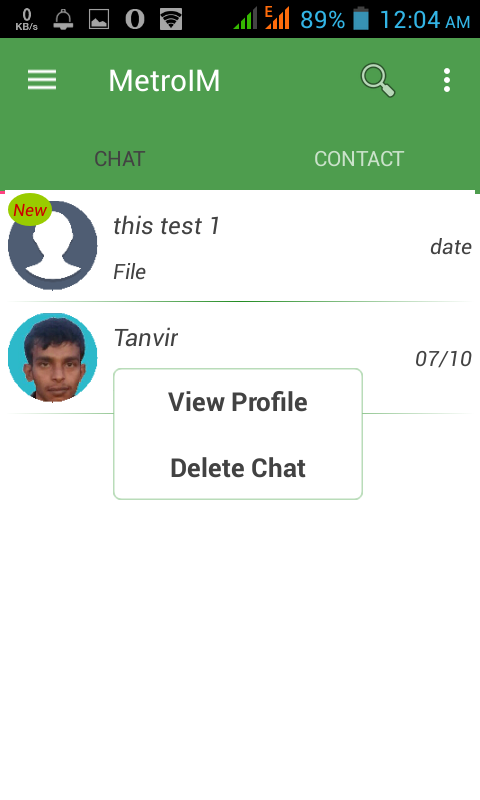 0
KB/s
E
89%
12:04 AM
MetroIM
CHAT
CONTACT
New
this test 1
date
File
Tanvir
07/10
View Profile
Delete Chat